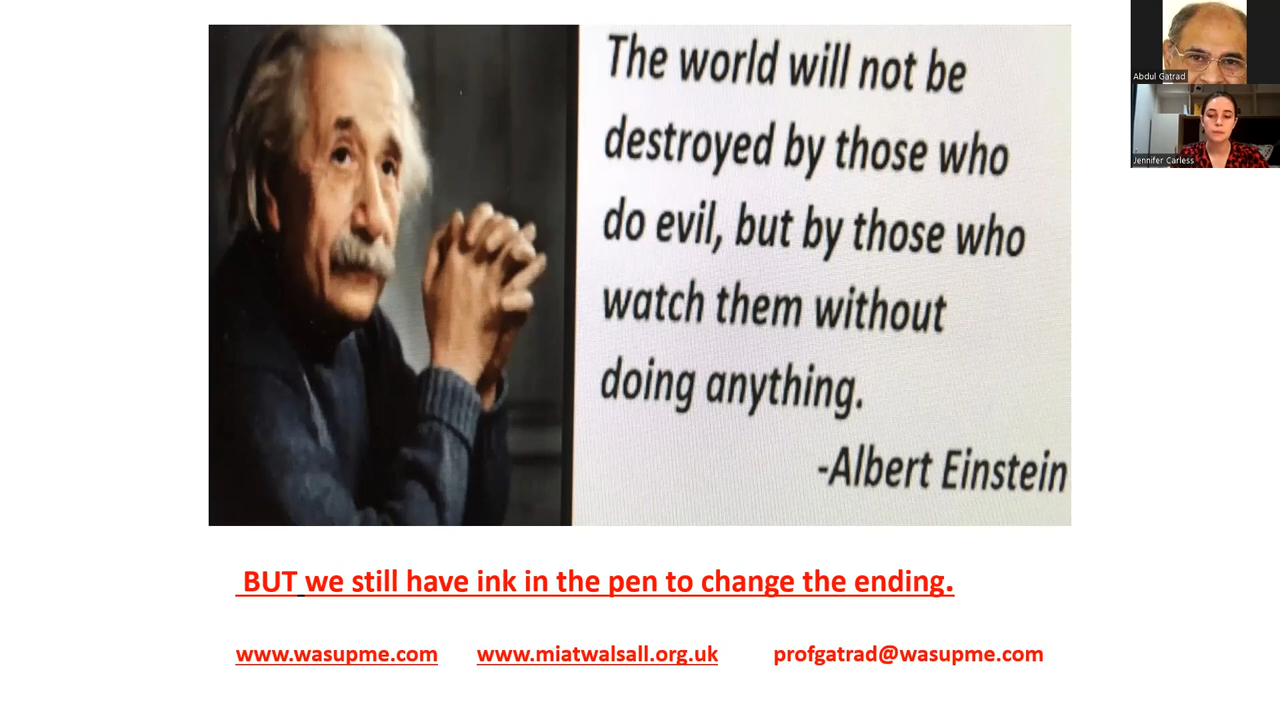 The world will not be
destroyed by those who
do evil, but by those who
watch them without
doing anything.
-Albert Einstein
BUT we still have ink in the pen to change the ending.
www.wasupme.com www.miatwalsall.org.uk profgatrad@wasupme.com
Abdul Gatrad
Jennifer Carless